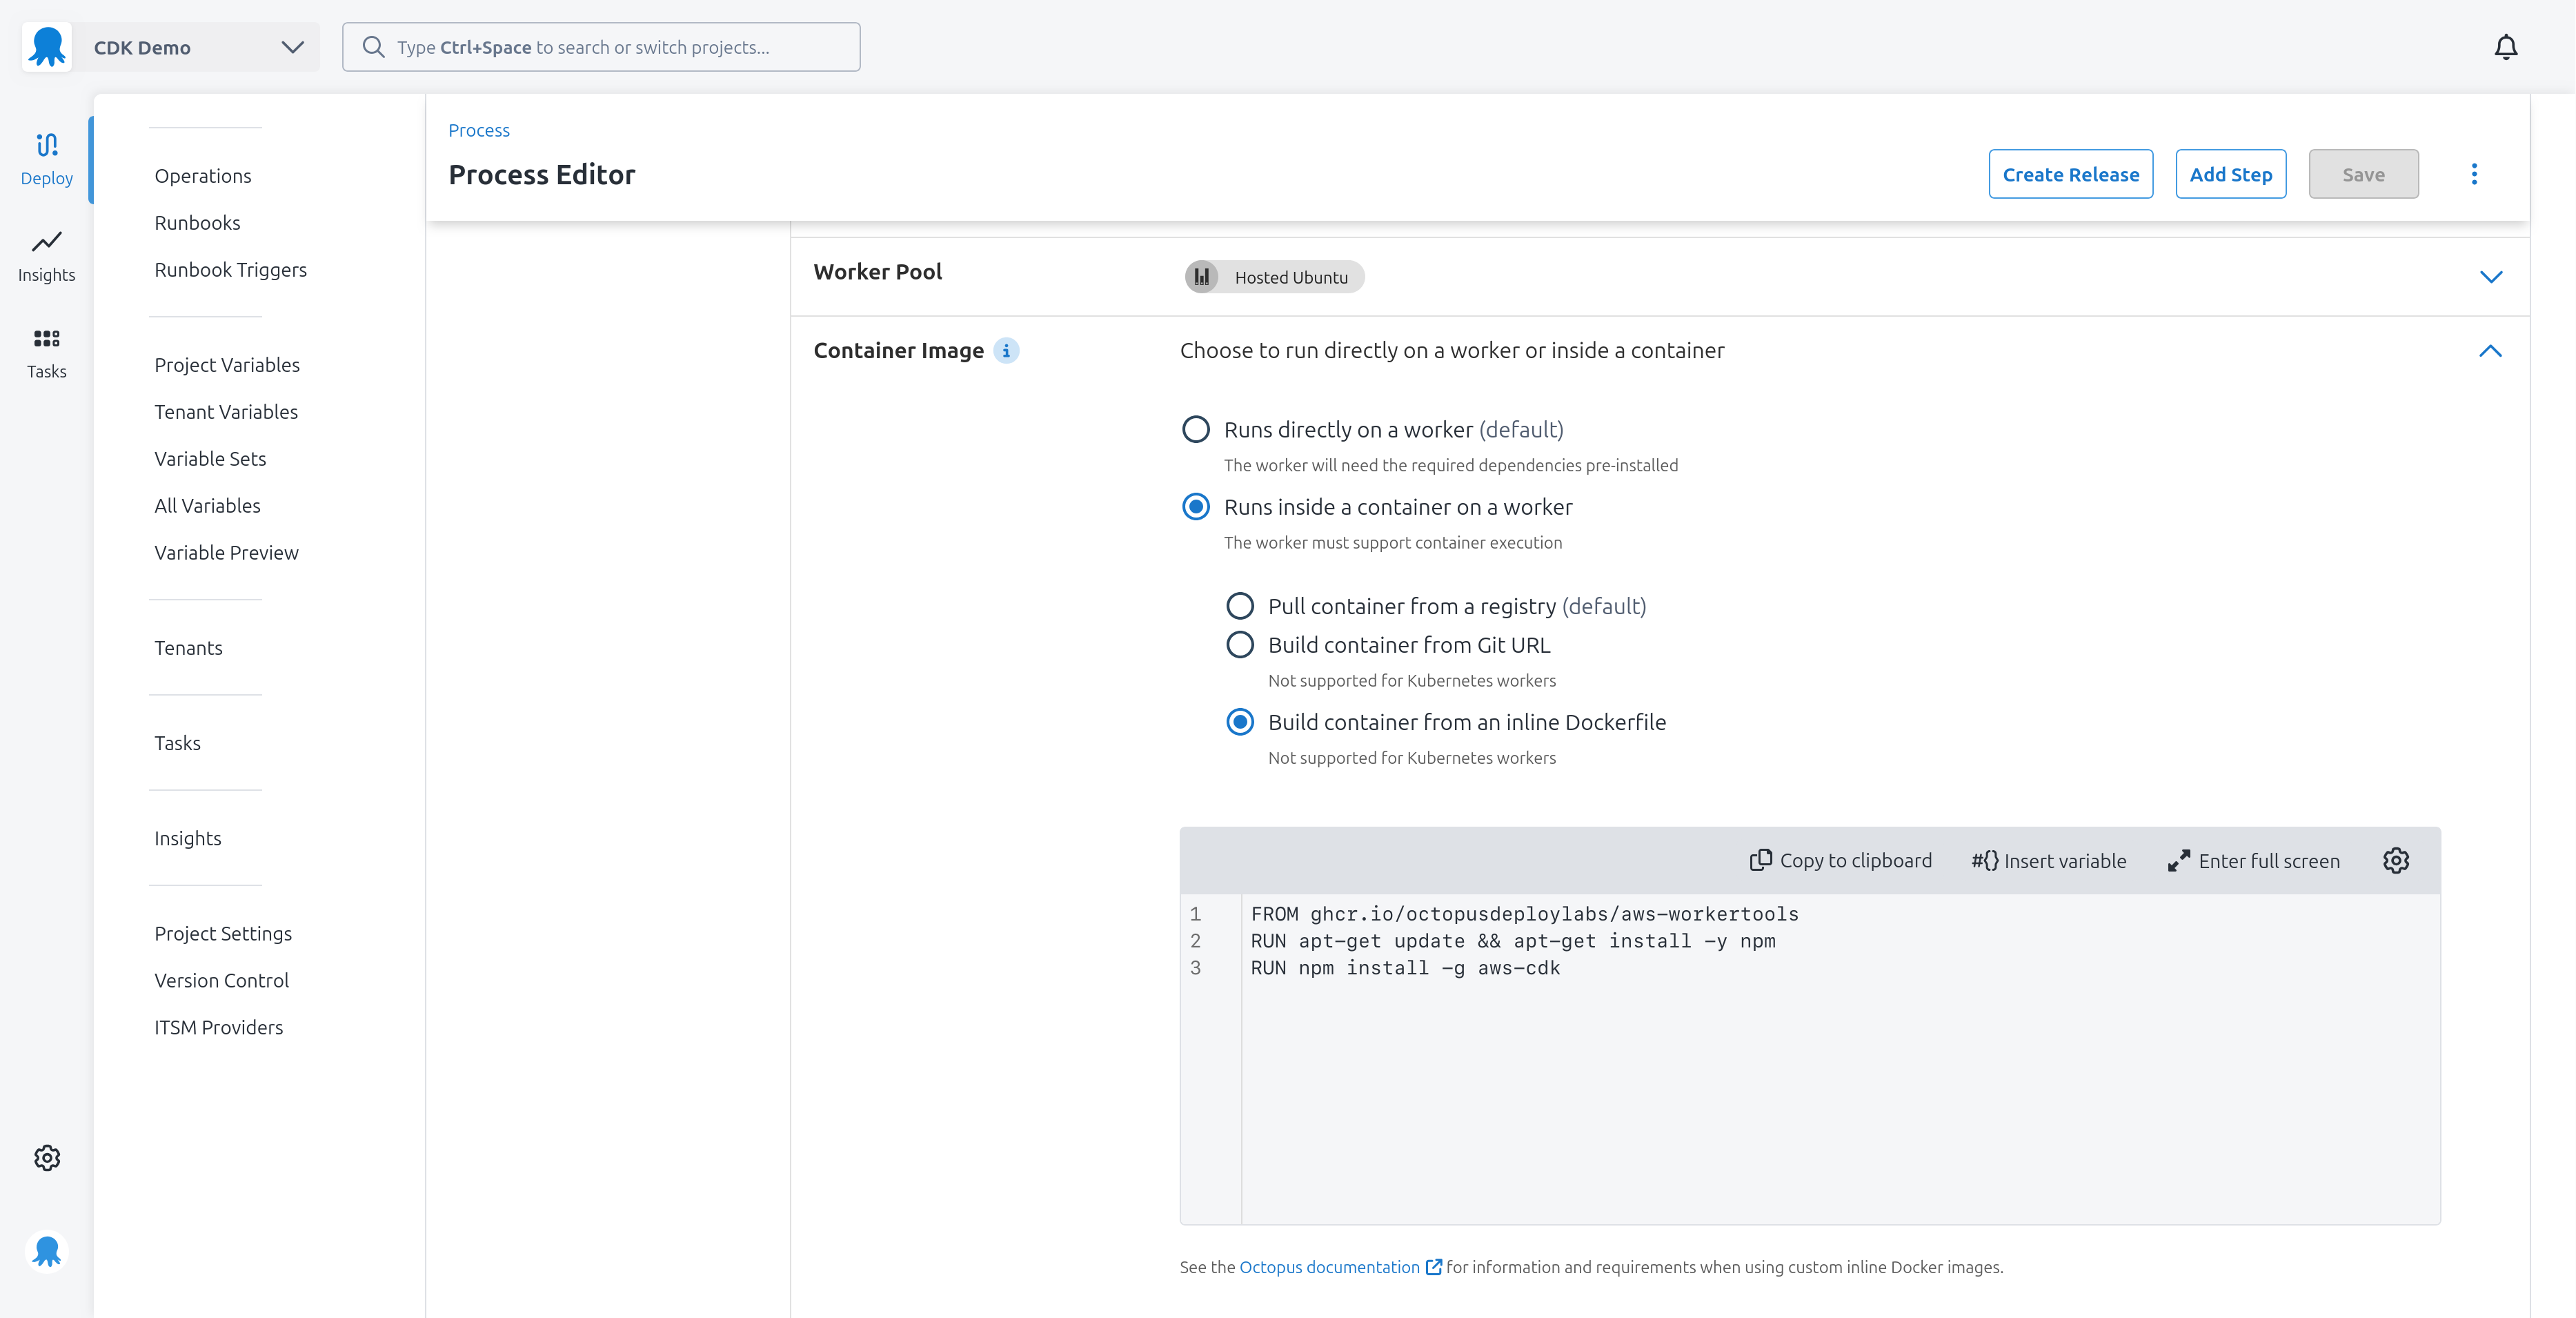 CDK Demo
Type Ctrl+Space to search or switch projects...
Deploy
Insights
Tasks
Operations
Runbooks
Runbook Triggers
Project Variables
Tenant Variables
Variable Sets
All Variables
Variable Preview
Tenants
Tasks
Insights
Project Settings
Version Control
ITSM Providers
Process
Process Editor
Create Release
Add Step
Save
Worker Pool
Hosted Ubuntu
Container Image
Choose to run directly on a worker or inside a container
Runs directly on a worker (default)
The worker will need the required dependencies pre-installed
Runs inside a container on a worker
The worker must support container execution
Pull container from a registry (default)
Build container from Git URL
Not supported for Kubernetes workers
Build container from an inline Dockerfile
Not supported for Kubernetes workers
Copy to clipboard
#{} Insert variable
Enter full screen
1 FROM ghcr.io/octopusdeploylabs/aws-workertools
2 RUN apt-get update && apt-get install -y npm
3 RUN npm install -g aws-cdk
See the Octopus documentation for information and requirements when using custom inline Docker images.